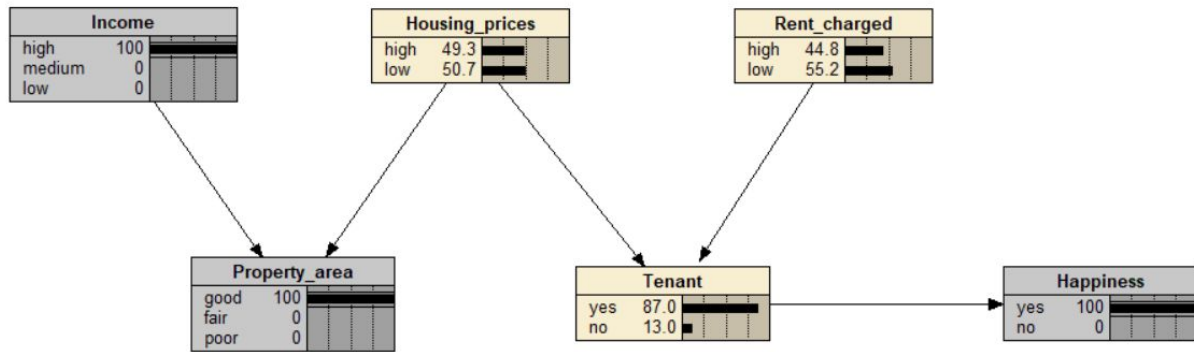 Income
high 100
medium 0
low 0
Housing_prices
high 49.3
low 50.7
Rent_charged
high 44.8
low 55.2
Property_area
good 100
fair 0
poor 0
Tenant
yes 87.0
no 13.0
Happiness
yes 100
no 0